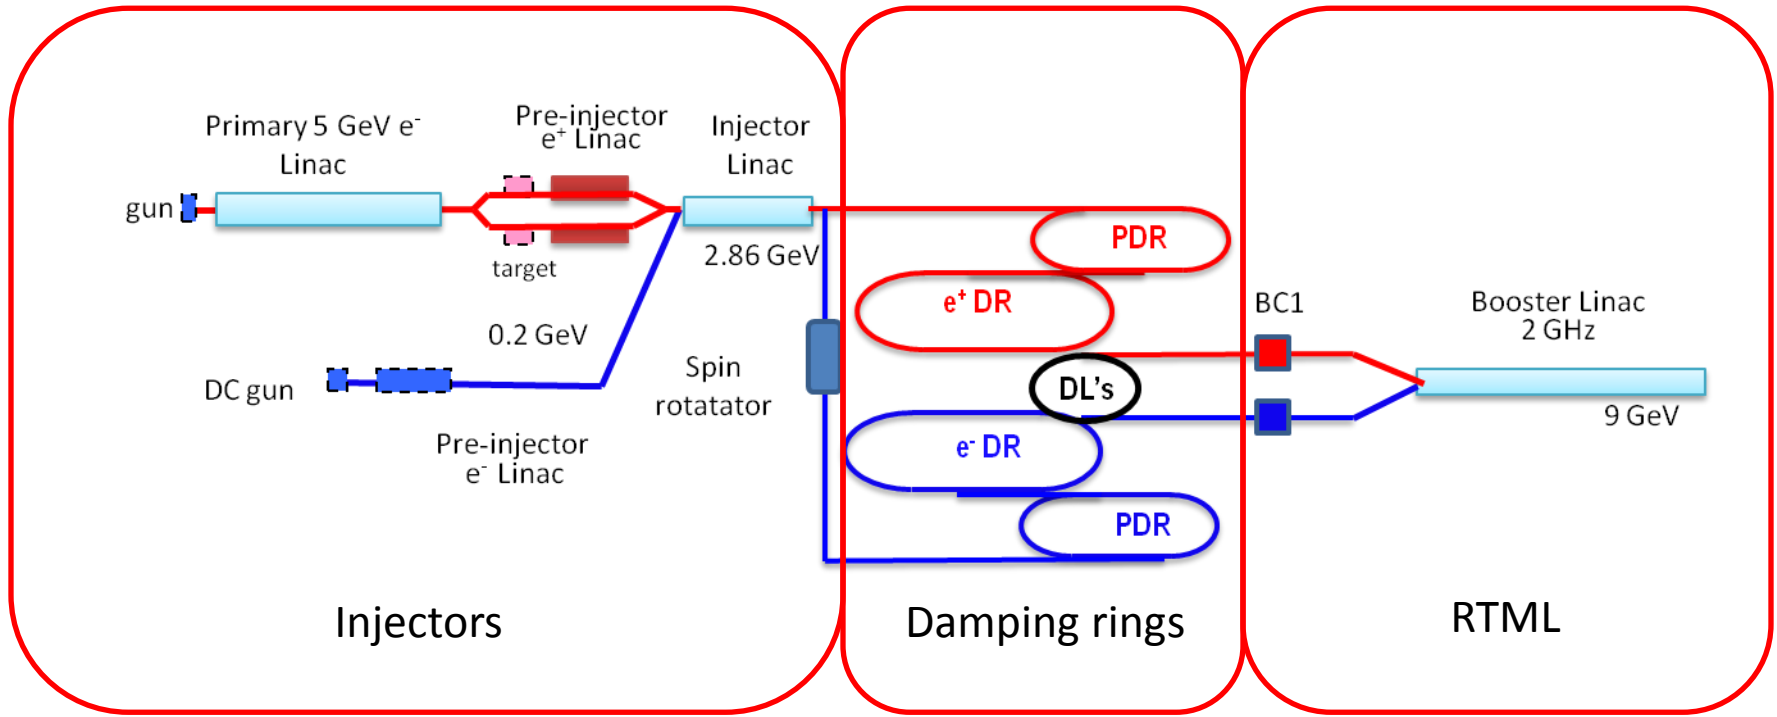 Primary 5 GeV e⁻
Linac
Pre-injector
e⁺ Linac
Injector
Linac
gun
target
2.86 GeV
0.2 GeV
DC gun
Pre-injector
e⁻ Linac
Spin
rotatator
PDR
e⁺ DR
DL's
e⁻ DR
PDR
BC1
Booster Linac
2 GHz
9 GeV
Injectors
Damping rings
RTML